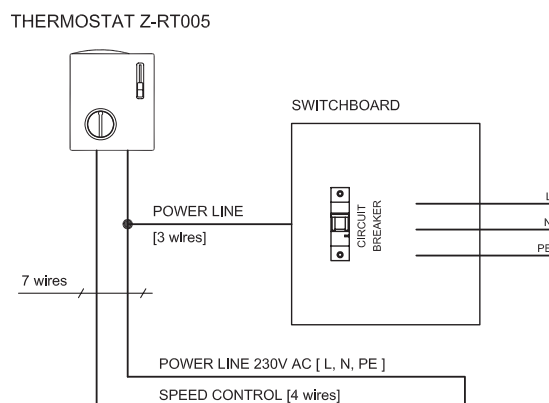 THERMOSTAT Z-RT005
SWITCHBOARD
POWER LINE
[3 wires]
CIRCUIT
BREAKER
L
N
PE
7 wires
POWER LINE 230V AC [ L, N, PE ]
SPEED CONTROL [4 wires]